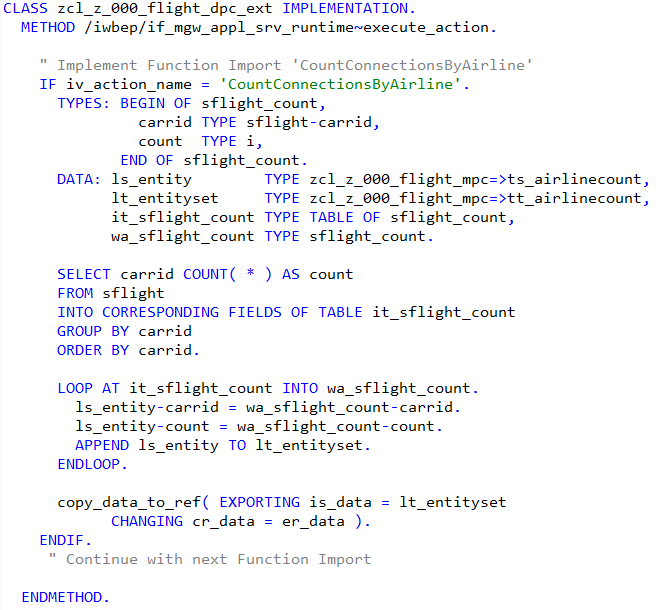 CLASS zcl_z_000_flight_dpc_ext IMPLEMENTATION.
  METHOD /iwbep/if_mgw_appl_srv_runtime~execute_action.

    " Implement Function Import 'CountConnectionsByAirline'
    IF iv_action_name = 'CountConnectionsByAirline'.
      TYPES: BEGIN OF sflight_count,
               carrid TYPE sflight-carrid,
               count  TYPE i,
             END OF sflight_count.
      DATA: ls_entity        TYPE zcl_z_000_flight_mpc=>ts_airlinecount,
            lt_entityset     TYPE zcl_z_000_flight_mpc=>tt_airlinecount,
            it_sflight_count TYPE TABLE OF sflight_count,
            wa_sflight_count TYPE sflight_count.

      SELECT carrid COUNT( * ) AS count
      FROM sflight
      INTO CORRESPONDING FIELDS OF TABLE it_sflight_count
      GROUP BY carrid
      ORDER BY carrid.

      LOOP AT it_sflight_count INTO wa_sflight_count.
        ls_entity-carrid = wa_sflight_count-carrid.
        ls_entity-count = wa_sflight_count-count.
        APPEND ls_entity TO lt_entityset.
      ENDLOOP.

      copy_data_to_ref( EXPORTING is_data = lt_entityset
            CHANGING cr_data = er_data ).
    ENDIF.
     " Continue with next Function Import

  ENDMETHOD.